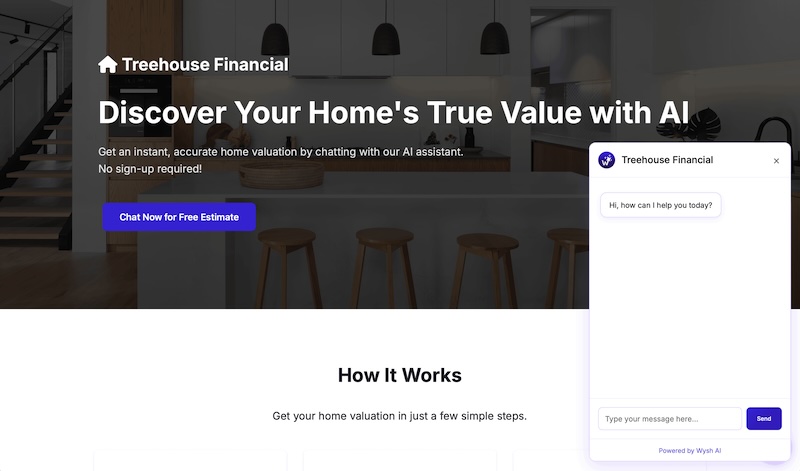 Treehouse Financial
Discover Your Home's True Value with AI
Get an instant, accurate home valuation by chatting with our AI assistant.
No sign-up required!
Chat Now for Free Estimate
Treehouse Financial
×
Hi, how can I help you today?
Type your message here...
Send
Powered by Wysh AI
How It Works
Get your home valuation in just a few simple steps.